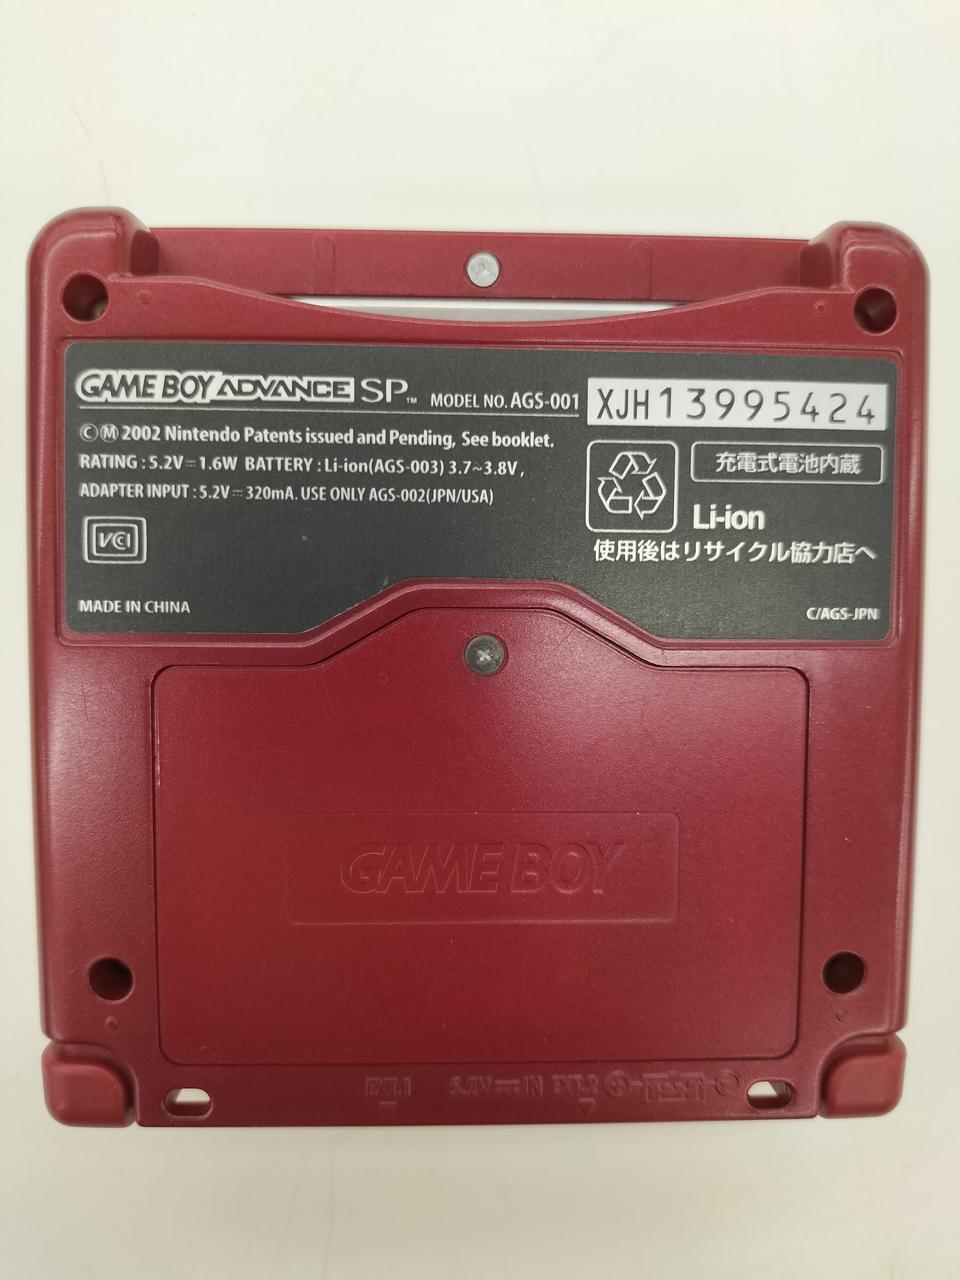 GAME BOY ADVANCE SP™ MODEL NO. AGS-001
XJH13995424
ⒸⓂ 2002 Nintendo Patents issued and Pending, See booklet.
RATING : 5.2V⎓1.6W BATTERY : Li-ion(AGS-003) 3.7~3.8V ,
ADAPTER INPUT : 5.2V⎓320mA. USE ONLY AGS-002(JPN/USA)
充電式電池内蔵
Li-ion
使用後はリサイクル協力店へ
VCI
MADE IN CHINA
C/AGS-JPN
GAME BOY
EXT.1 5.2V⎓IN EXT.2